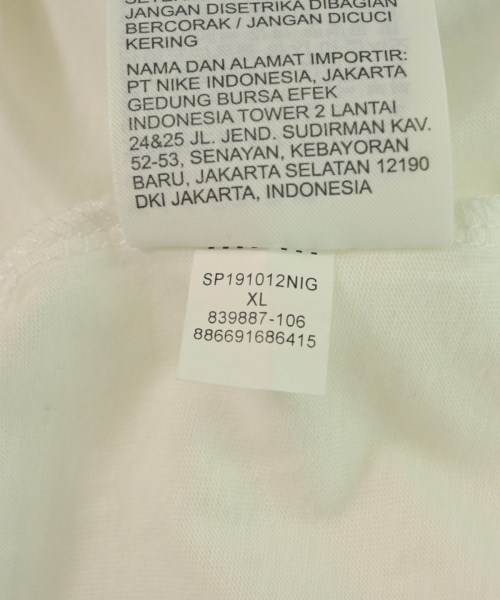 JANGAN DISETRIKA DIBAGIAN
BERCORAK / JANGAN DICUCI
KERING
NAMA DAN ALAMAT IMPORTIR:
PT NIKE INDONESIA, JAKARTA
GEDUNG BURSA EFEK
INDONESIA TOWER 2 LANTAI
24&25 JL. JEND. SUDIRMAN KAV.
52-53, SENAYAN, KEBAYORAN
BARU, JAKARTA SELATAN 12190
DKI JAKARTA, INDONESIA
SP191012NIG
XL
839887-106
886691686415